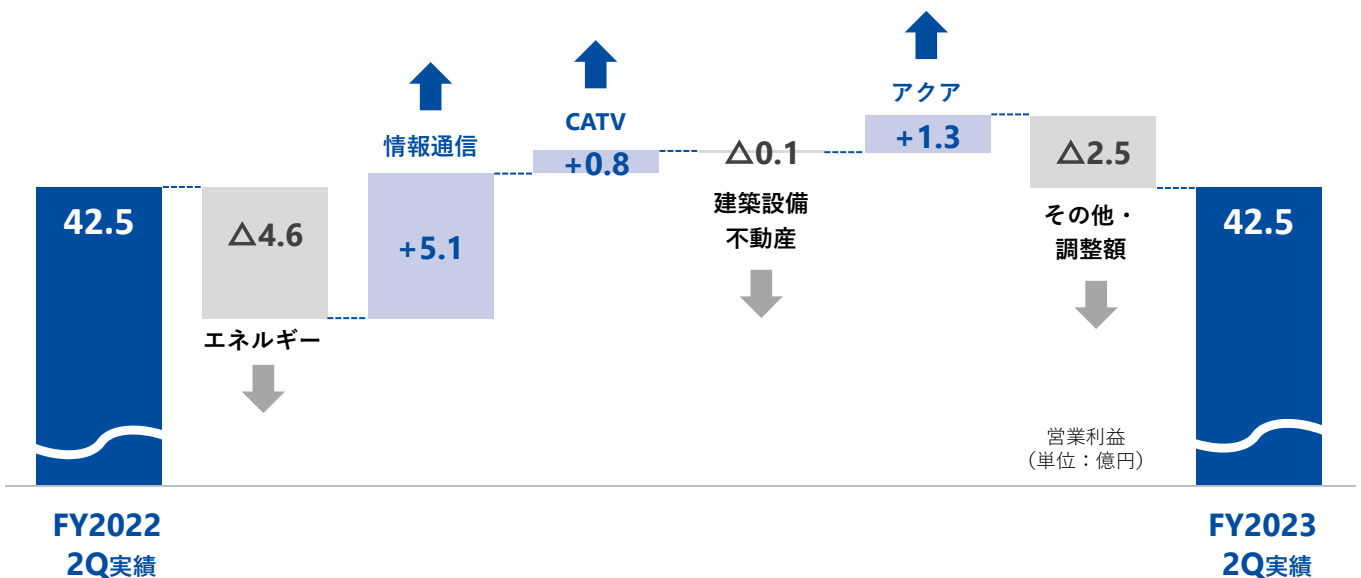 42.5
△4.6
エネルギー
情報通信
+5.1
CATV
+0.8
△0.1
建築設備
不動産
アクア
+1.3
△2.5
その他・
調整額
42.5
営業利益
（単位：億円）
FY2022
2Q実績
FY2023
2Q実績